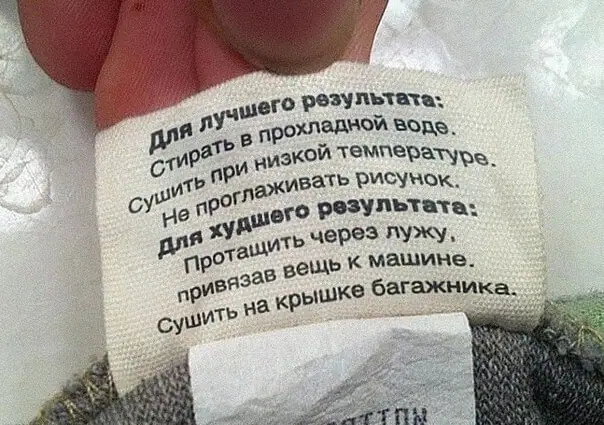 Для лучшего результата:
Стирать в прохладной воде.
Сушить при низкой температуре.
Не проглаживать рисунок.
Для худшего результата:
Протащить через лужу,
привязав вещь к машине.
Сушить на крышке багажника.